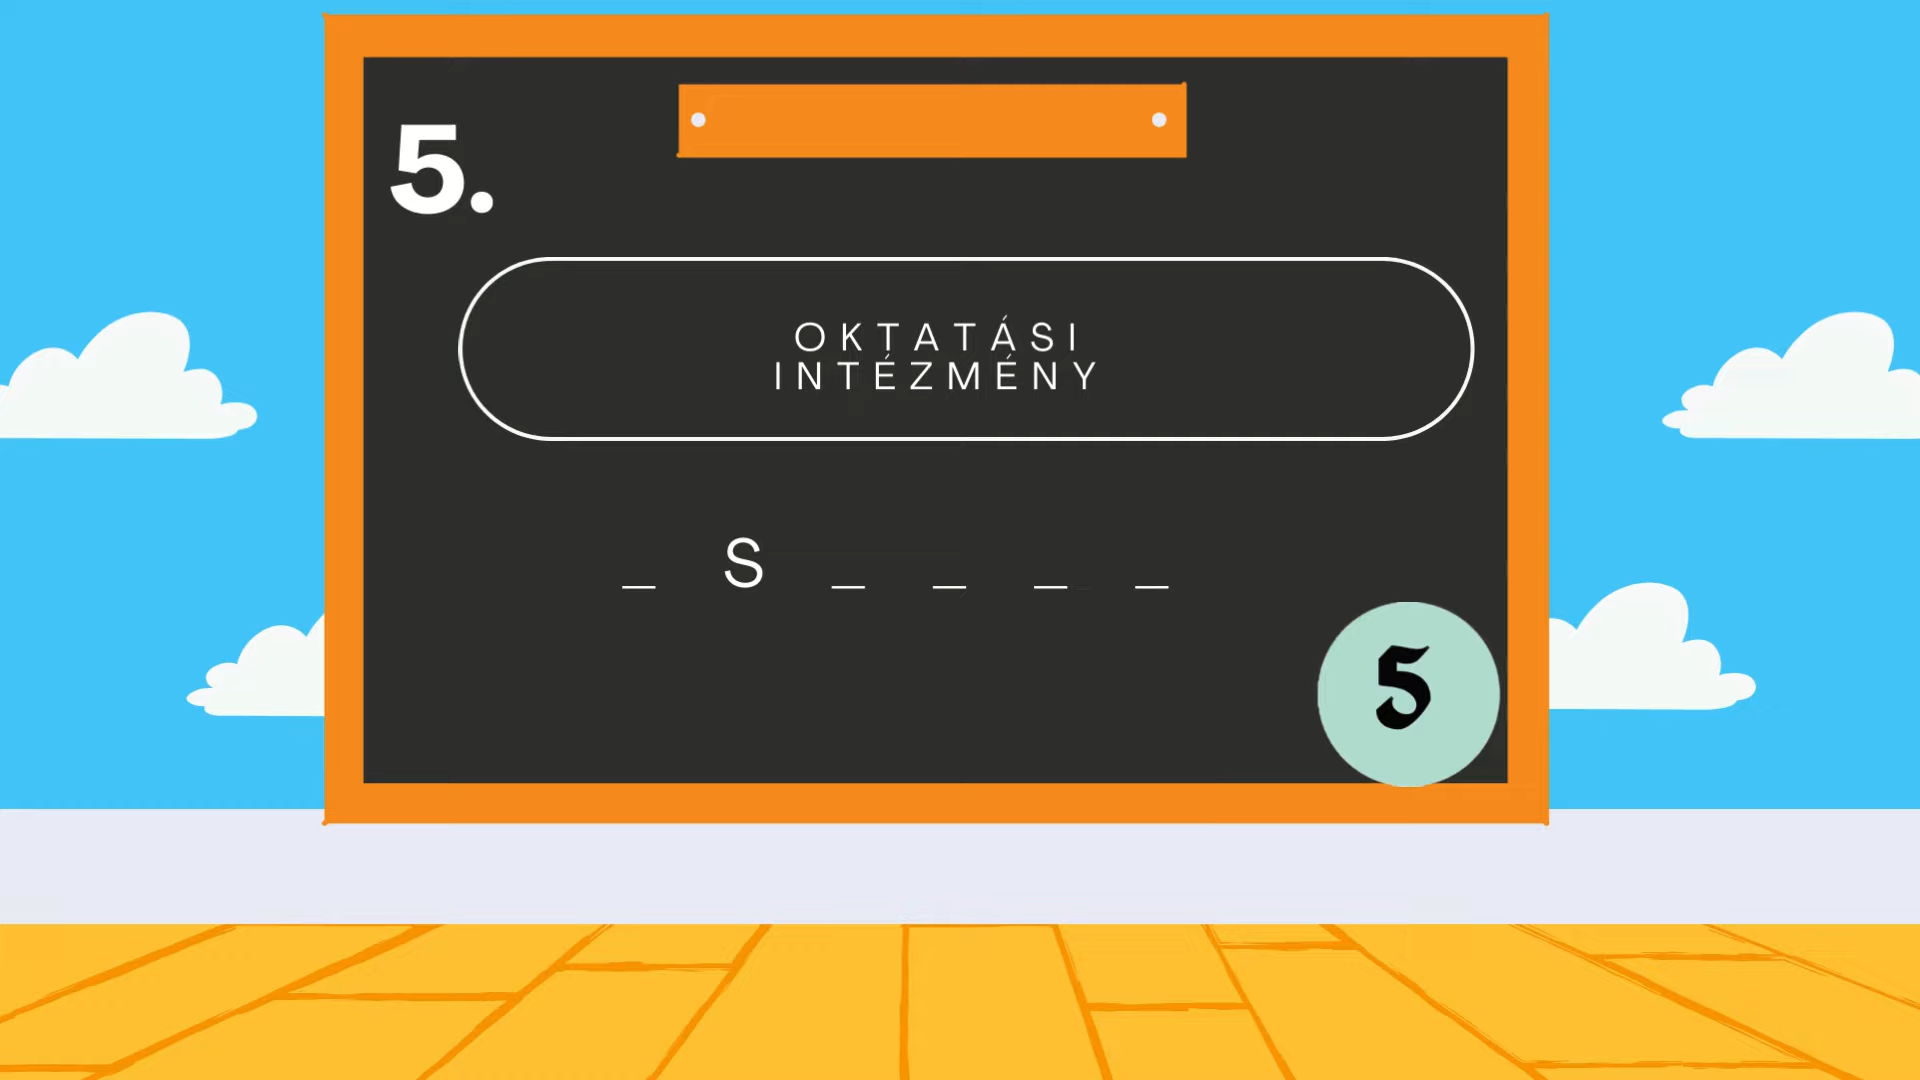 5.
OKTATÁSI
INTÉZMÉNY
_ S _ _ _ _
5